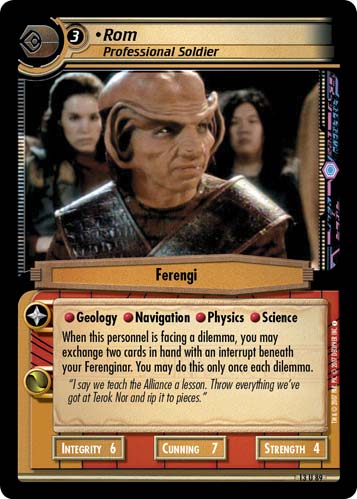 3
•Rom
Professional Soldier
Ferengi
Geology Navigation Physics Science
When this personnel is facing a dilemma, you may
exchange two cards in hand with an interrupt beneath
your Ferenginar. You may do this only once each dilemma.
"I say we teach the Alliance a lesson. Throw everything we've
got at Terok Nor and rip it to pieces."
INTEGRITY 6 CUNNING 7 STRENGTH 4
13 U 89